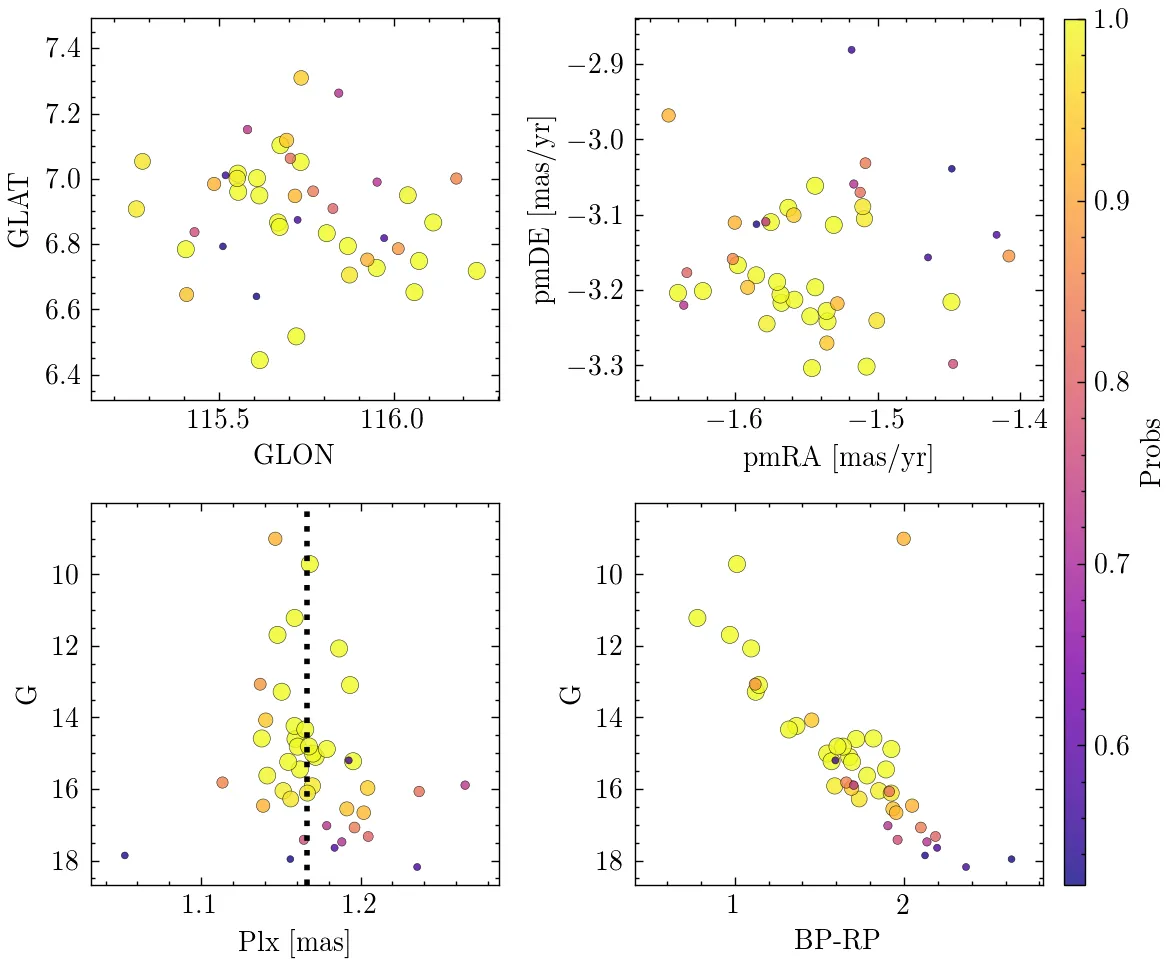 7.4
7.2
7.0
6.8
6.6
6.4
GLAT
115.5 116.0
GLON
−2.9
−3.0
−3.1
−3.2
−3.3
pmDE [mas/yr]
−1.6 −1.5 −1.4
pmRA [mas/yr]
1.0
0.9
0.8
0.7
0.6
Probs
10
12
14
16
18
G
1.1 1.2
Plx [mas]
10
12
14
16
18
G
1 2
BP-RP